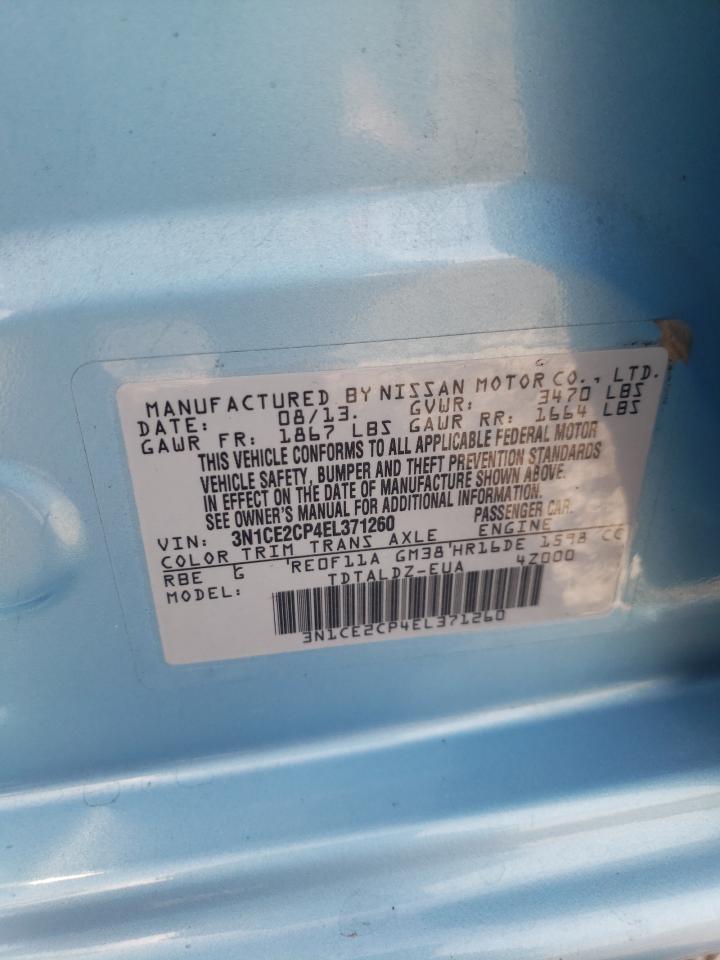 MANUFACTURED BY NISSAN MOTOR CO., LTD.
DATE: 08/13. GVWR: 3470 LBS
GAWR FR: 1867 LBS GAWR RR: 1664 LBS
THIS VEHICLE CONFORMS TO ALL APPLICABLE FEDERAL MOTOR
VEHICLE SAFETY, BUMPER AND THEFT PREVENTION STANDARDS
IN EFFECT ON THE DATE OF MANUFACTURE SHOWN ABOVE.
SEE OWNER'S MANUAL FOR ADDITIONAL INFORMATION.
VIN: 3N1CE2CP4EL371260 PASSENGER CAR.
COLOR TRIM TRANS AXLE ENGINE
RBE G 'RE0F11A GM38'HR16DE 1598 CC
MODEL: TDTALDZ-EUA 4Z000
3N1CE2CP4EL371260